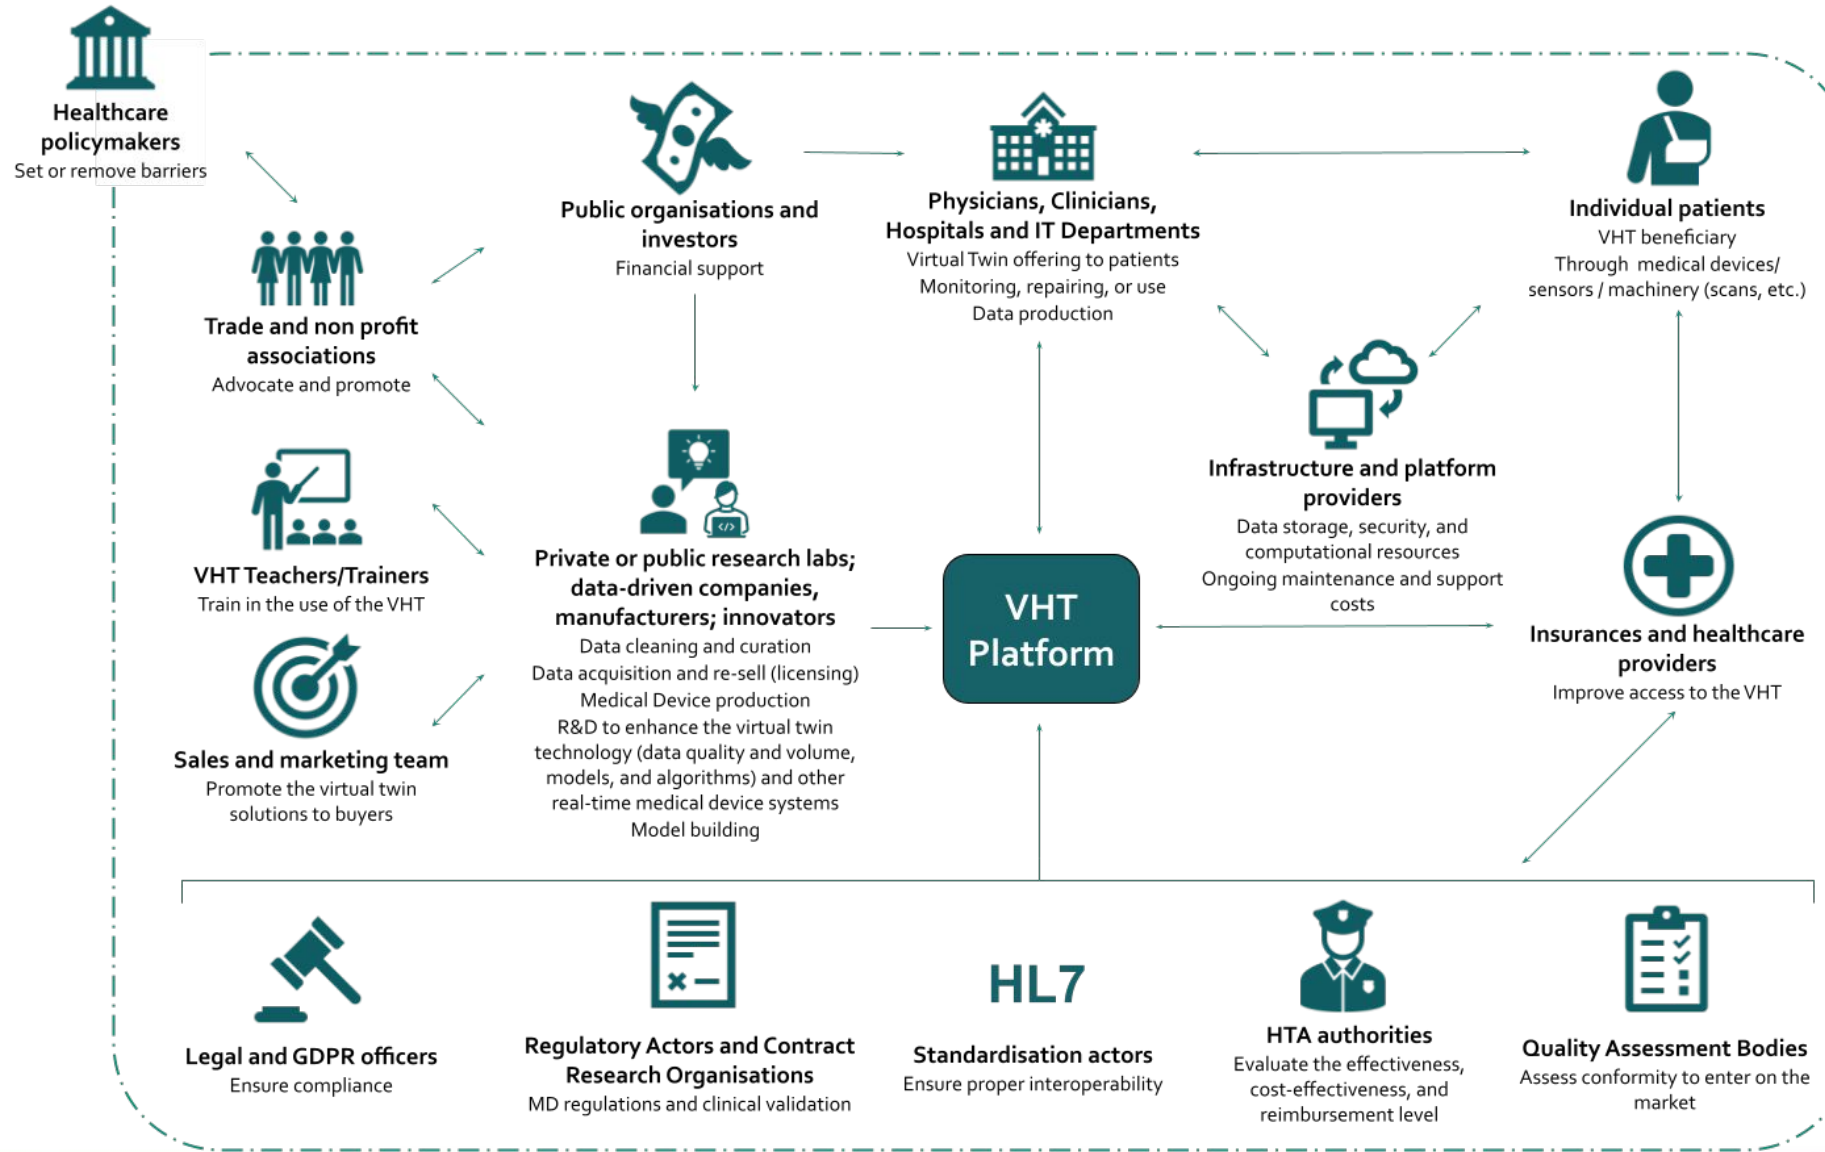 Healthcare
policymakers
Set or remove barriers
Public organisations and
investors
Financial support
Physicians, Clinicians,
Hospitals and IT Departments
Virtual Twin offering to patients
Monitoring, repairing, or use
Data production
Individual patients
VHT beneficiary
Through medical devices/
sensors / machinery (scans, etc.)
Trade and non profit
associations
Advocate and promote
Infrastructure and platform
providers
Data storage, security, and
computational resources
Ongoing maintenance and support
costs
VHT Teachers/Trainers
Train in the use of the VHT
Private or public research labs;
data-driven companies,
manufacturers; innovators
Data cleaning and curation
Data acquisition and re-sell (licensing)
Medical Device production
R&D to enhance the virtual twin
technology (data quality and volume,
models, and algorithms) and other
real-time medical device systems
Model building
VHT
Platform
Insurances and healthcare
providers
Improve access to the VHT
Sales and marketing team
Promote the virtual twin
solutions to buyers
Legal and GDPR officers
Ensure compliance
Regulatory Actors and Contract
Research Organisations
MD regulations and clinical validation
HL7
Standardisation actors
Ensure proper interoperability
HTA authorities
Evaluate the effectiveness,
cost-effectiveness, and
reimbursement level
Quality Assessment Bodies
Assess conformity to enter on the
market